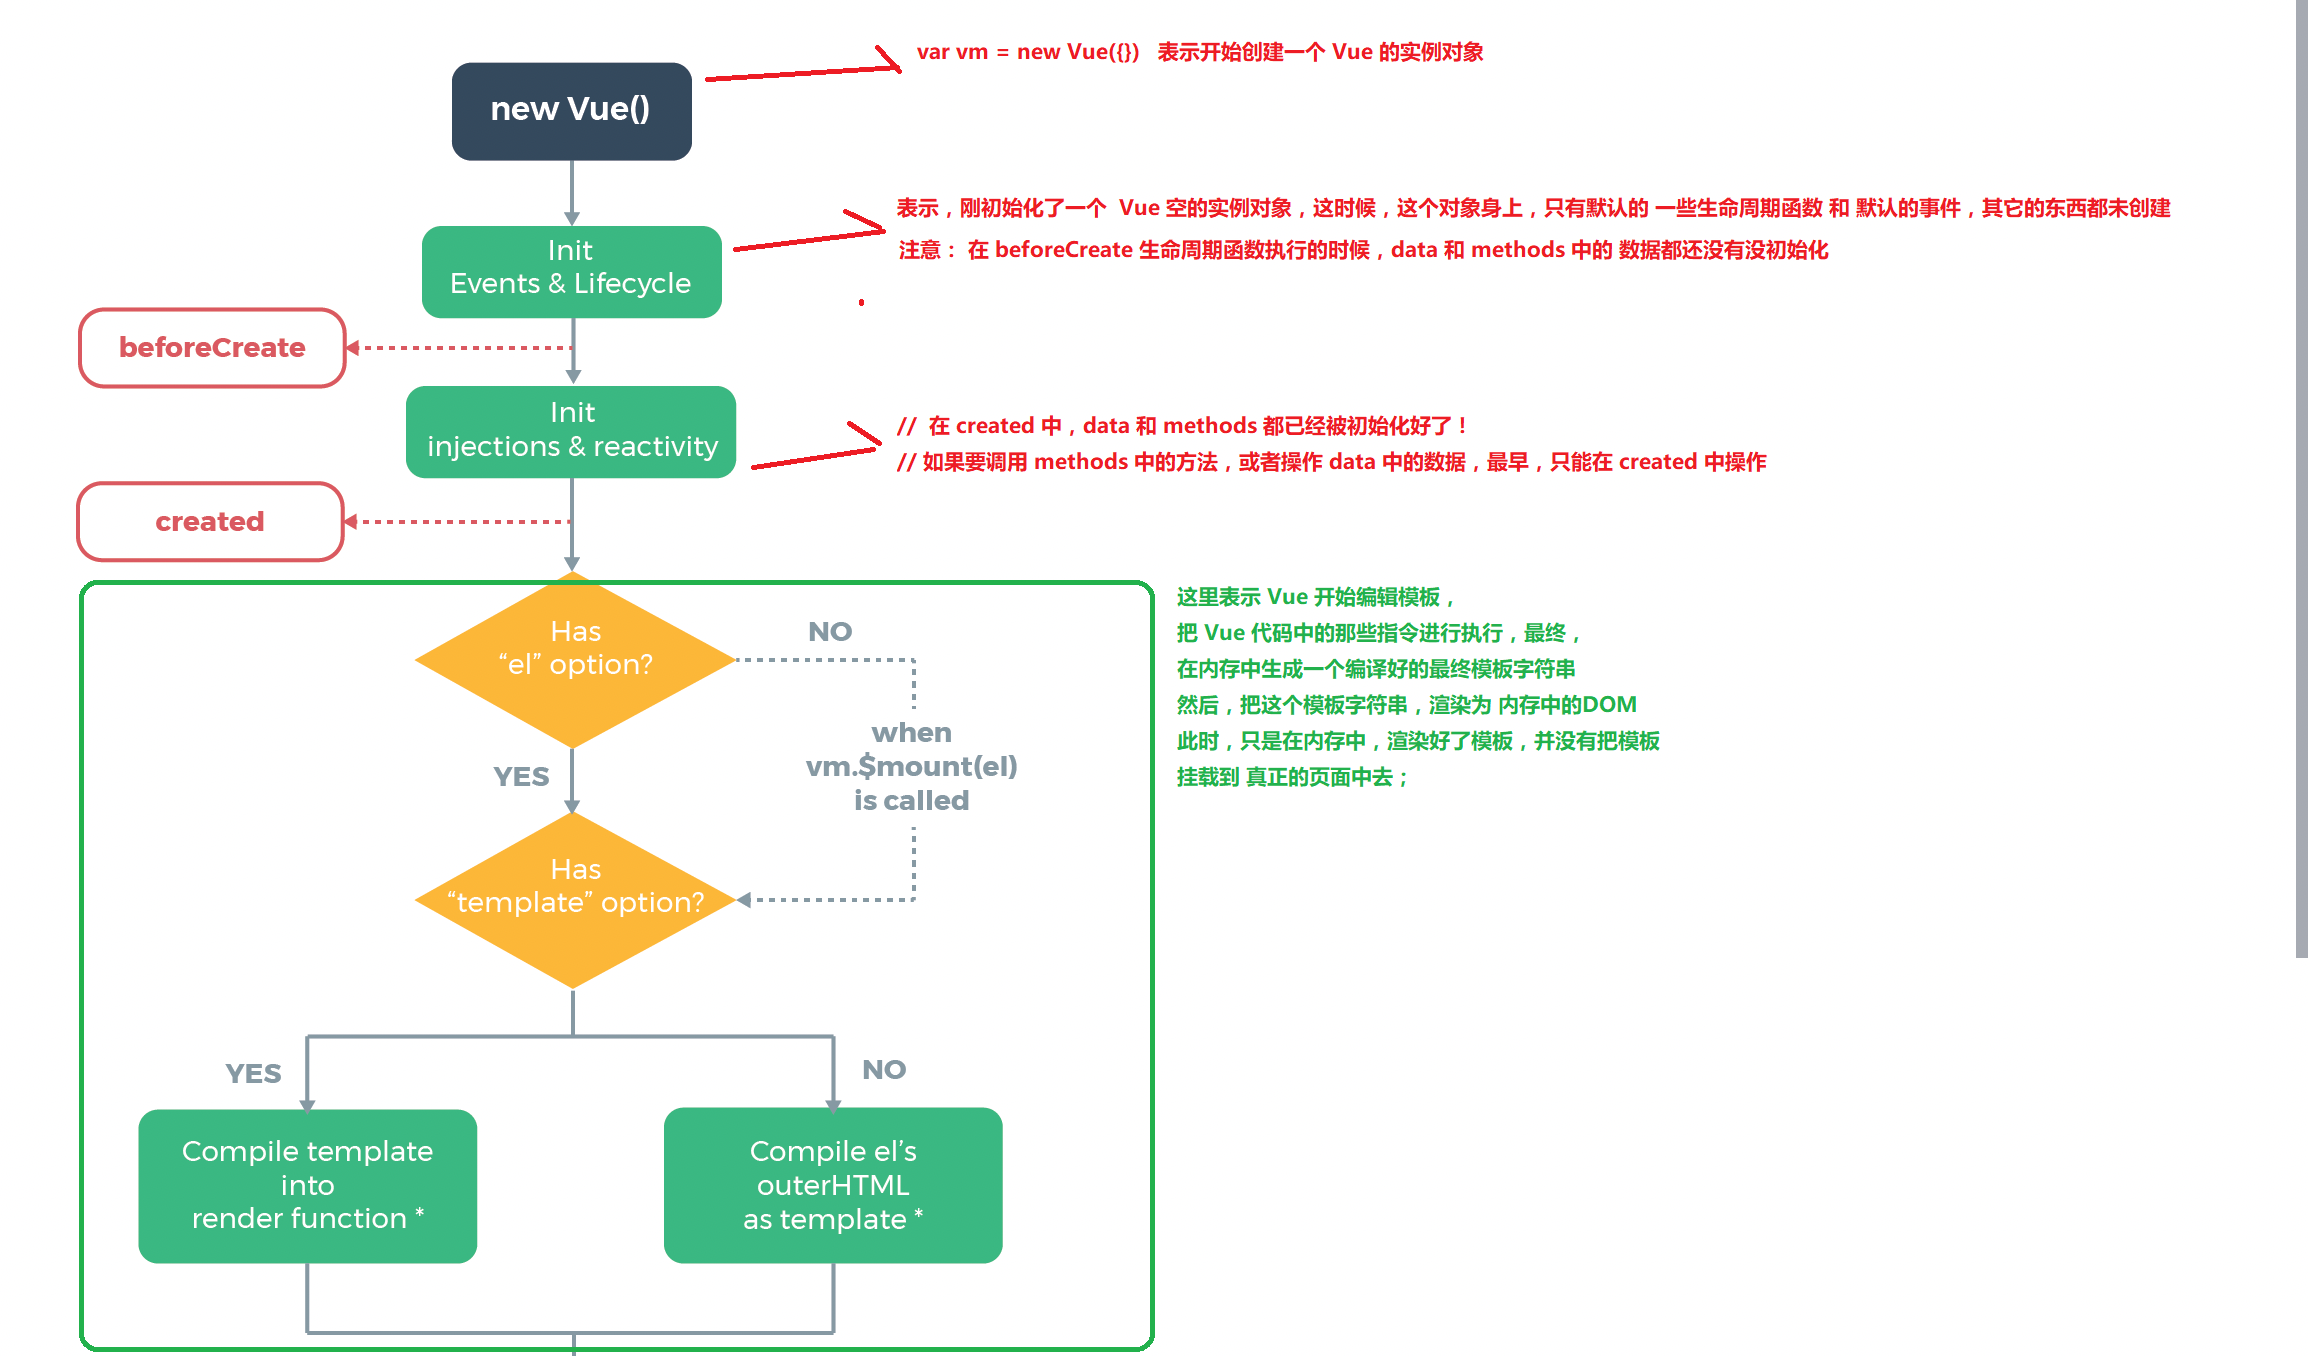 var vm = new Vue({}) 表示开始创建一个 Vue 的实例对象
new Vue()
表示，刚初始化了一个 Vue 空的实例对象，这时候，这个对象身上，只有默认的 一些生命周期函数 和 默认的事件，其它的东西都未创建
注意： 在 beforeCreate 生命周期函数执行的时候，data 和 methods 中的 数据都还没有没初始化
Init
Events & Lifecycle
beforeCreate
Init
injections & reactivity
// 在 created 中，data 和 methods 都已经被初始化好了！
// 如果要调用 methods 中的方法，或者操作 data 中的数据，最早，只能在 created 中操作
created
Has
“el” option?
NO
YES
when
vm.$mount(el)
is called
这里表示 Vue 开始编辑模板，
把 Vue 代码中的那些指令进行执行，最终，
在内存中生成一个编译好的最终模板字符串
然后，把这个模板字符串，渲染为 内存中的DOM
此时，只是在内存中，渲染好了模板，并没有把模板
挂载到 真正的页面中去；
Has
“template” option?
YES
NO
Compile template
into
render function *
Compile el’s
outerHTML
as template *